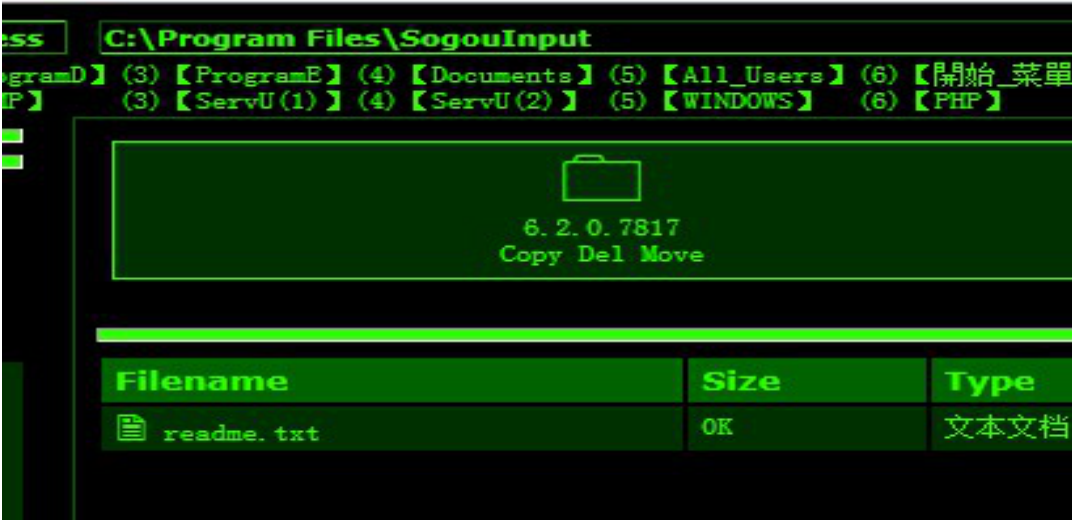 ess C:\Program Files\SogouInput
ogramD】 (3) 【ProgramE】 (4) 【Documents】 (5) 【All_Users】 (6) 【開始_菜單
MP】 (3) 【ServU(1)】 (4) 【ServU(2)】 (5) 【WINDOWS】 (6) 【PHP】
6.2.0.7817
Copy Del Move
Filename Size Type
readme.txt 0K 文本文档